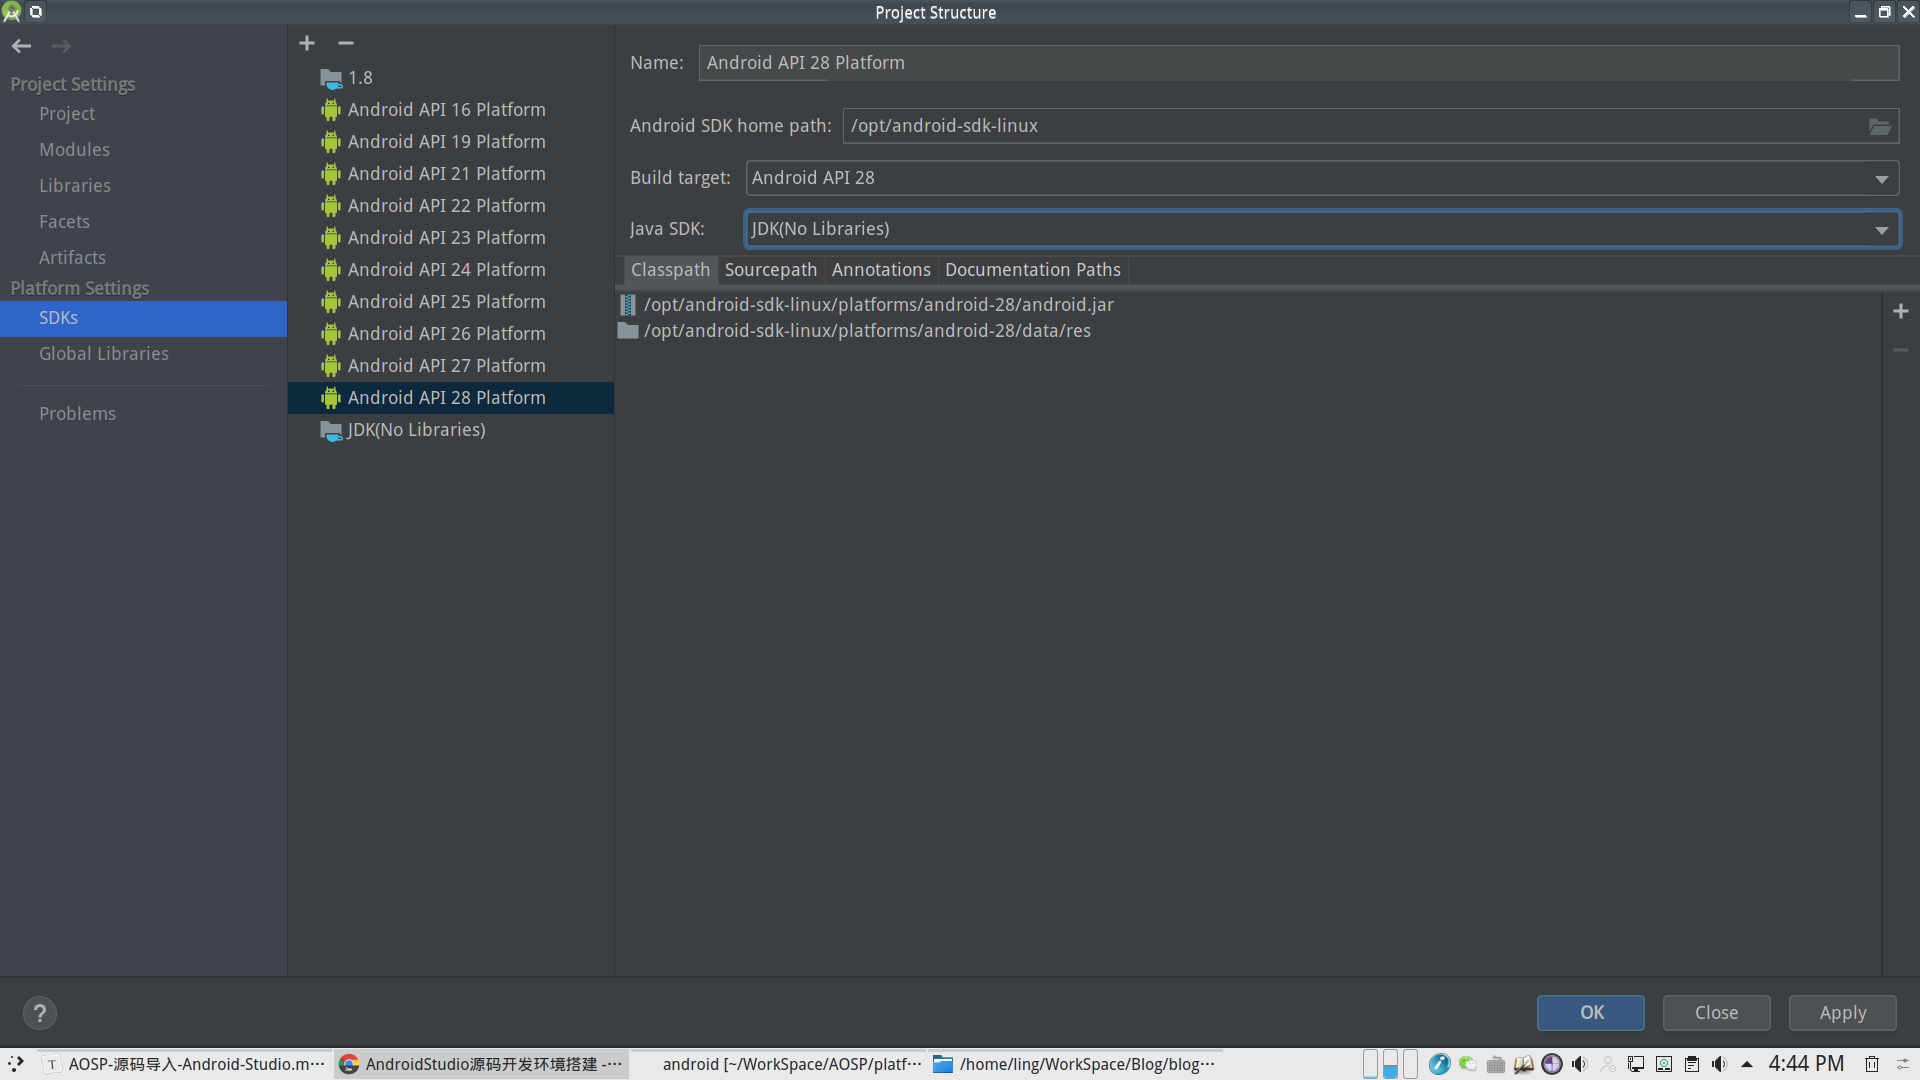 Project Structure
Project Settings
Project
Modules
Libraries
Facets
Artifacts
Platform Settings
SDKs
Global Libraries
Problems
1.8
Android API 16 Platform
Android API 19 Platform
Android API 21 Platform
Android API 22 Platform
Android API 23 Platform
Android API 24 Platform
Android API 25 Platform
Android API 26 Platform
Android API 27 Platform
Android API 28 Platform
JDK(No Libraries)
Name: Android API 28 Platform
Android SDK home path: /opt/android-sdk-linux
Build target: Android API 28
Java SDK: JDK(No Libraries)
Classpath Sourcepath Annotations Documentation Paths
/opt/android-sdk-linux/platforms/android-28/android.jar
/opt/android-sdk-linux/platforms/android-28/data/res
? OK Close Apply
T AOSP-源码导入-Android-Studio.m··· AndroidStudio源码开发环境搭建 -··· android [~/WorkSpace/AOSP/platf··· /home/ling/WorkSpace/Blog/blog··· 4:44 PM